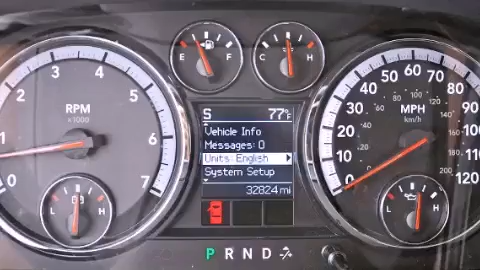 3 4
2 5
1 6
0 7
RPM
x1000
L H
E F
C H
S 77°F
Vehicle Info
Messages: 0
Units: English
System Setup
32824 mi
P R N D
MPH
km/h
0 10 20 30 40 50 60 70 80 90 100 120
L H